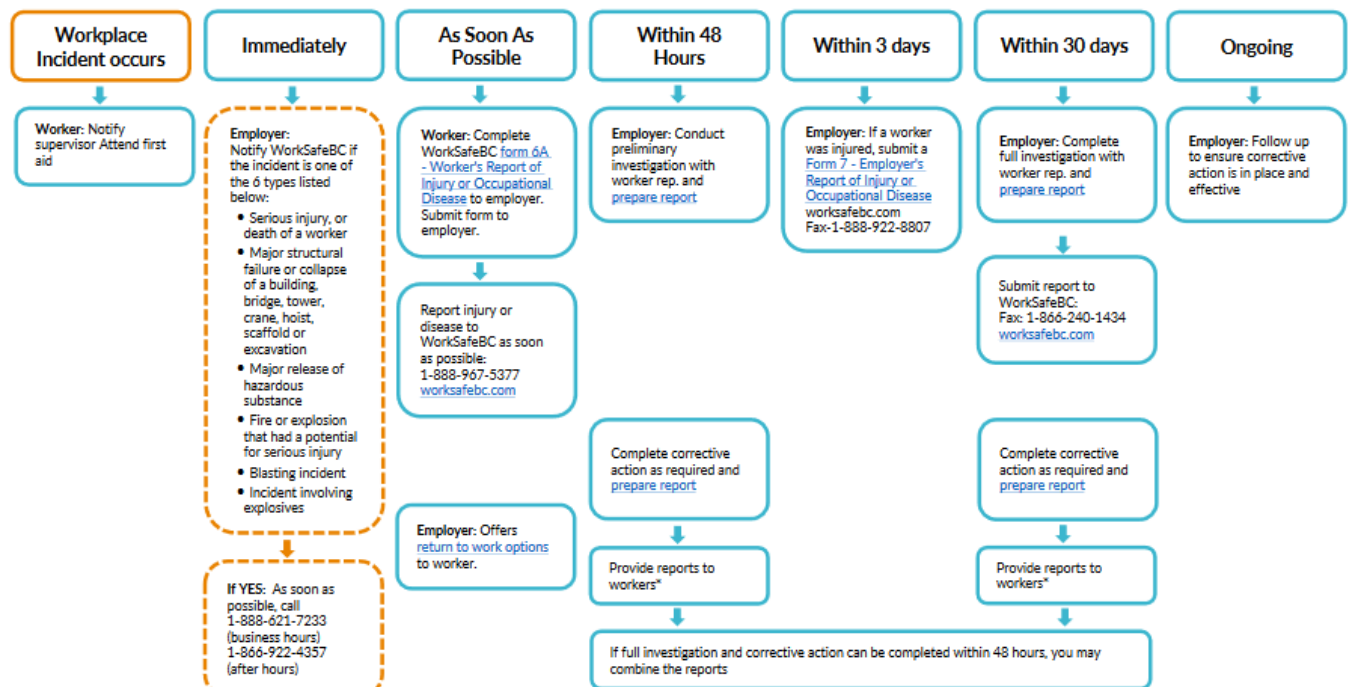 Workplace
Incident occurs
Immediately
As Soon As
Possible
Within 48
Hours
Within 3 days
Within 30 days
Ongoing
Worker: Notify
supervisor Attend first
aid
Employer:
Notify WorkSafeBC if
the incident is one of
the 6 types listed
below:
• Serious injury, or
death of a worker
• Major structural
failure or collapse
of a building,
bridge, tower,
crane, hoist,
scaffold or
excavation
• Major release of
hazardous
substance
• Fire or explosion
that had a potential
for serious injury
• Blasting incident
• Incident involving
explosives
If YES: As soon as
possible, call
1-888-621-7233
(business hours)
1-866-922-4357
(after hours)
Worker: Complete
WorkSafeBC form 6A
- Worker's Report of
Injury or Occupational
Disease to employer.
Submit form to
employer.
Report injury or
disease to
WorkSafeBC as soon
as possible:
1-888-967-5377
worksafebc.com
Employer: Offers
return to work options
to worker.
Employer: Conduct
preliminary
investigation with
worker rep. and
prepare report
Complete corrective
action as required and
prepare report
Provide reports to
workers*
Employer: If a worker
was injured, submit a
Form 7 - Employer's
Report of Injury or
Occupational Disease
worksafebc.com
Fax-1-888-922-8807
Employer: Complete
full investigation with
worker rep. and
prepare report
Submit report to
WorkSafeBC:
Fax: 1-866-240-1434
worksafebc.com
Complete corrective
action as required and
prepare report
Provide reports to
workers*
If full investigation and corrective action can be completed within 48 hours, you may
combine the reports
Employer: Follow up
to ensure corrective
action is in place and
effective